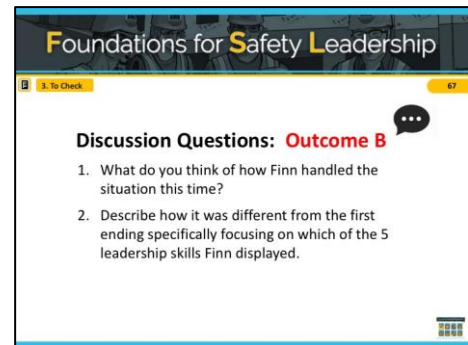 Foundations for Safety Leadership
F 3. To Check 67
Discussion Questions: Outcome B
1. What do you think of how Finn handled the
situation this time?
2. Describe how it was different from the first
ending specifically focusing on which of the 5
leadership skills Finn displayed.